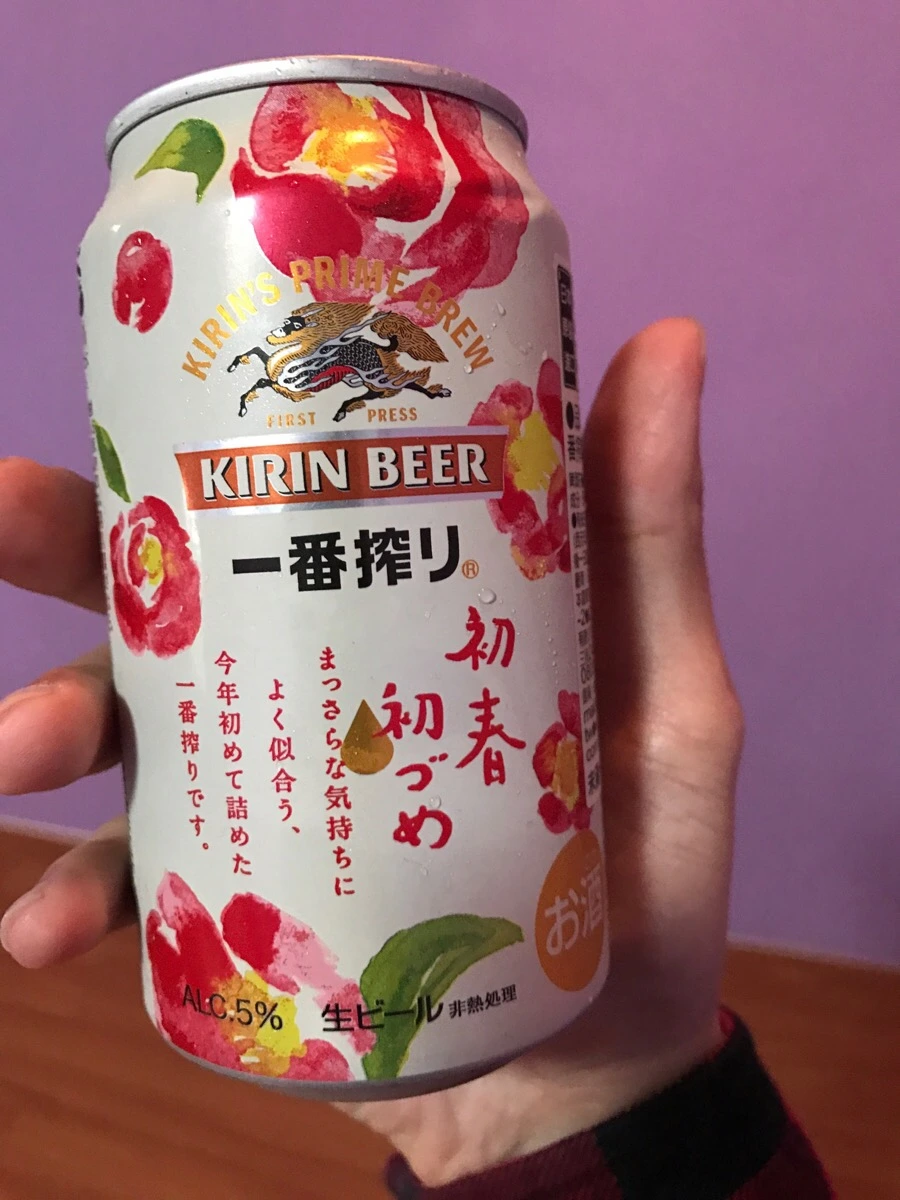 KIRIN'S PRIME BREW
FIRST PRESS
KIRIN BEER
一番搾り®
初春
初づめ
まっさらな気持ちに
よく似合う、
今年初めて詰めた
一番搾りです。
お酒
ALC.5% 生ビール 非熱処理